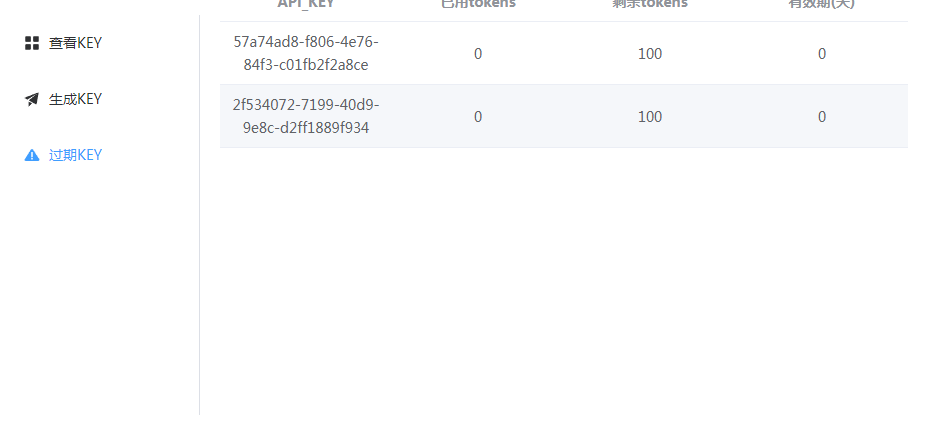 API_KEY 已用tokens 剩余tokens 有效期(天)
查看KEY
生成KEY
过期KEY
57a74ad8-f806-4e76-
84f3-c01fb2f2a8ce
0 100 0
2f534072-7199-40d9-
9e8c-d2ff1889f934
0 100 0